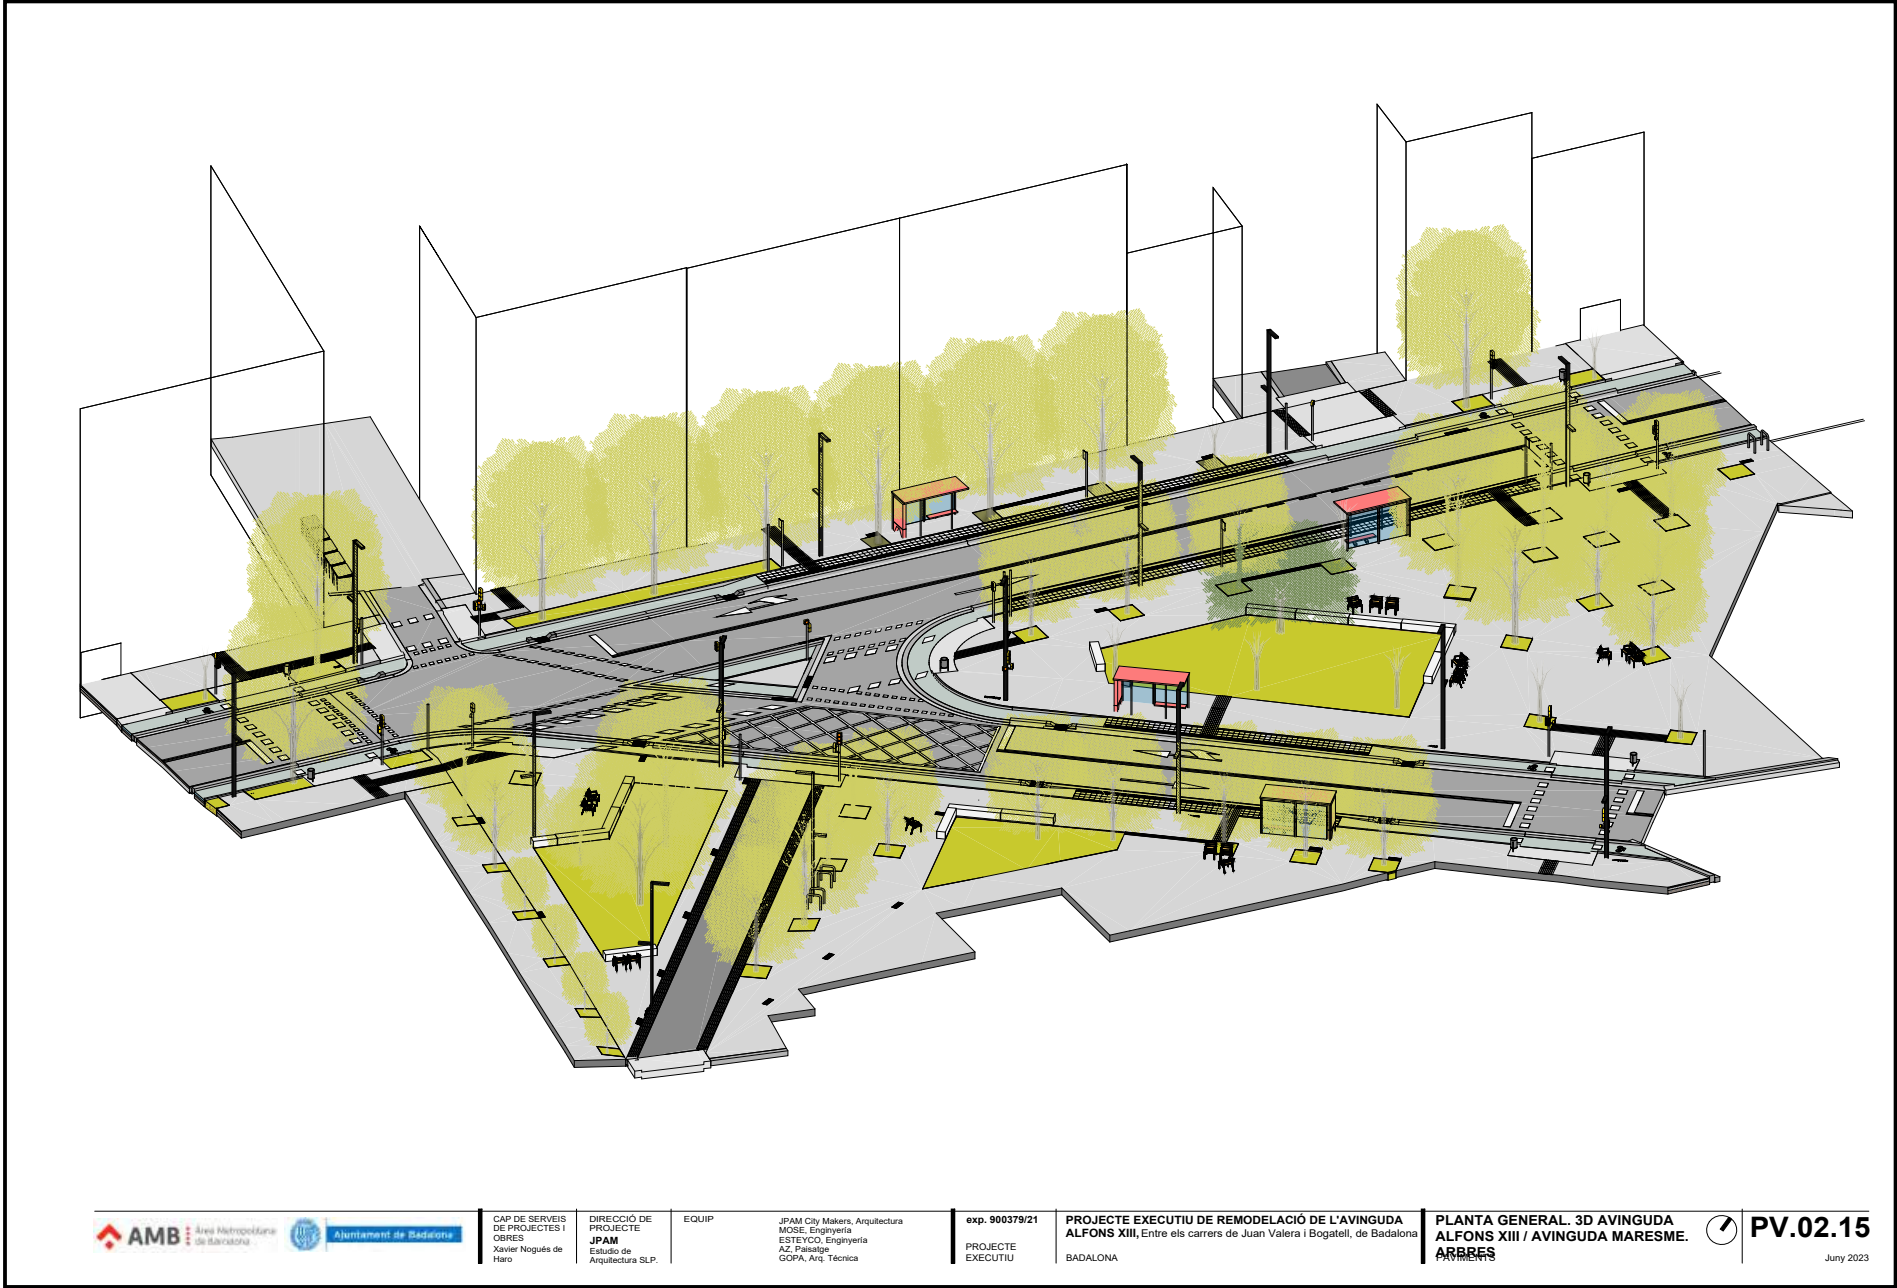 AMB
Àrea Metropolitana
de Barcelona
Ajuntament de Badalona
CAP DE SERVEIS
DE PROJECTES I
OBRES
Xavier Nogués de
Haro
DIRECCIÓ DE
PROJECTE
JPAM
Estudio de
Arquitectura SLP.
EQUIP
JPAM City Makers, Arquitectura
MOSE, Enginyería
ESTEYCO, Enginyería
AZ, Paisatge
GOPA, Arq. Técnica
exp. 900379/21
PROJECTE
EXECUTIU
PROJECTE EXECUTIU DE REMODELACIÓ DE L'AVINGUDA
ALFONS XIII, Entre els carrers de Juan Valera i Bogatell, de Badalona
BADALONA
PLANTA GENERAL. 3D AVINGUDA
ALFONS XIII / AVINGUDA MARESME.
ARBRES
PAVIMENTS
PV.02.15
Juny 2023